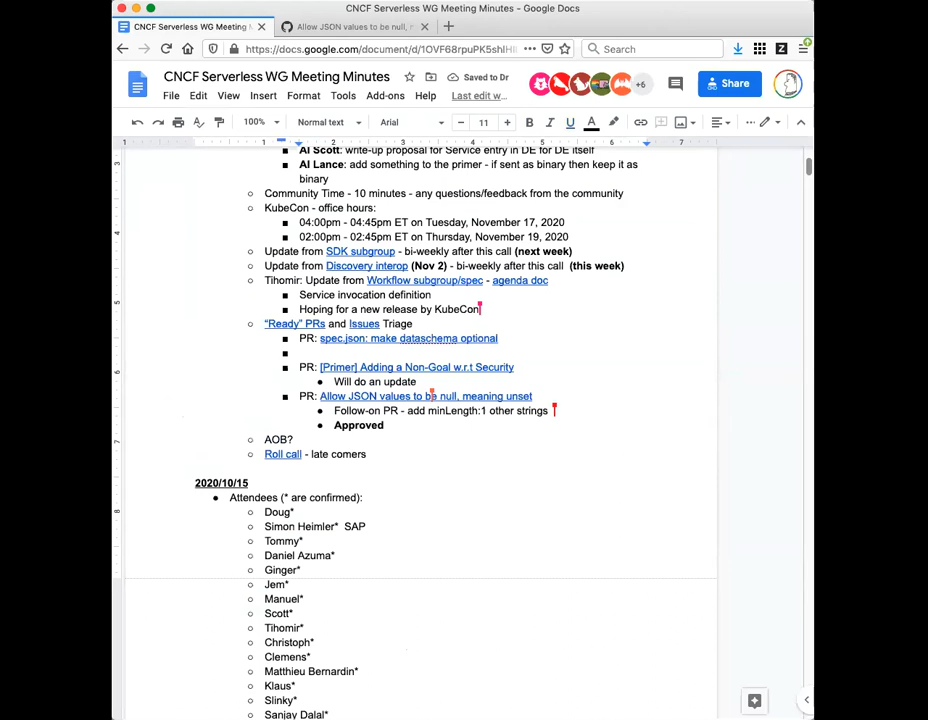 CNCF Serverless WG Meeting Minutes - Google Docs
CNCF Serverless WG Meeting M
Allow JSON values to be null, m
https://docs.google.com/document/d/1OVF68rpuPK5shIH
Search
CNCF Serverless WG Meeting Minutes
Saved to Dr
+6
Share
File Edit View Insert Format Tools Add-ons Help Last edit w...
100% Normal text Arial 11
AI Scott: write-up proposal for Service entry in DE for DE itself
AI Lance: add something to the primer - if sent as binary then keep it as
binary
Community Time - 10 minutes - any questions/feedback from the community
KubeCon - office hours:
04:00pm - 04:45pm ET on Tuesday, November 17, 2020
02:00pm - 02:45pm ET on Thursday, November 19, 2020
Update from SDK subgroup - bi-weekly after this call (next week)
Update from Discovery interop (Nov 2) - bi-weekly after this call (this week)
Tihomir: Update from Workflow subgroup/spec - agenda doc
Service invocation definition
Hoping for a new release by KubeCon
“Ready” PRs and Issues Triage
PR: spec.json: make dataschema optional
PR: [Primer] Adding a Non-Goal w.r.t Security
Will do an update
PR: Allow JSON values to be null, meaning unset
Follow-on PR - add minLength:1 other strings
Approved
AOB?
Roll call - late comers
2020/10/15
Attendees (* are confirmed):
Doug*
Simon Heimler* SAP
Tommy*
Daniel Azuma*
Ginger*
Jem*
Manuel*
Scott*
Tihomir*
Christoph*
Clemens*
Matthieu Bernardin*
Klaus*
Slinky*
Sanjay Dalal*